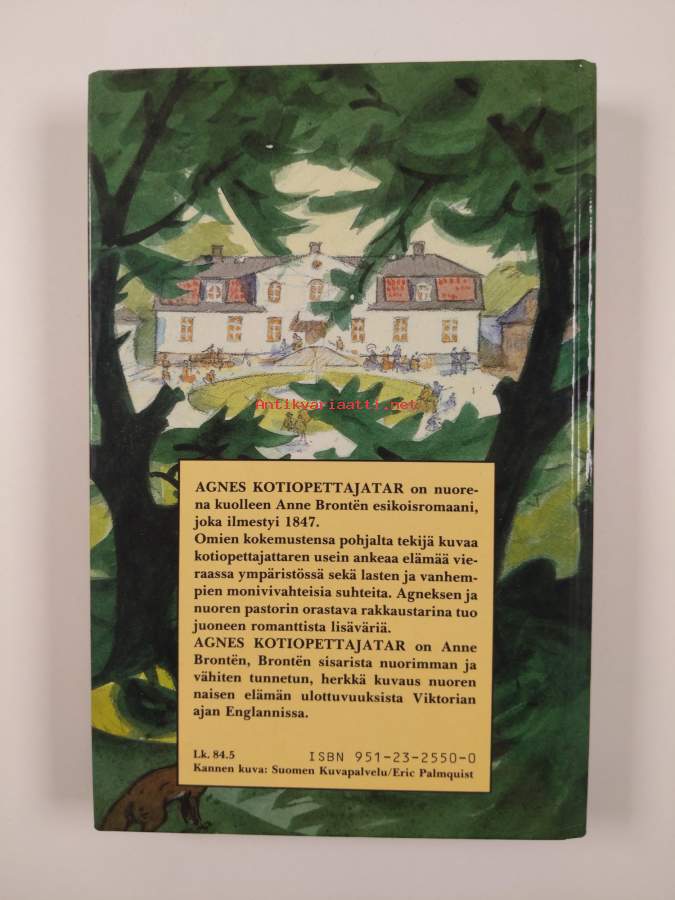 Antikvariaatti.net
AGNES KOTIOPETTAJATAR on nuore-
na kuolleen Anne Brontën esikoisromaani,
joka ilmestyi 1847.
Omien kokemustensa pohjalta tekijä kuvaa
kotiopettajattaren usein ankeaa elämää vie-
raassa ympäristössä sekä lasten ja vanhem-
pien monivivahteisia suhteita. Agneksen ja
nuoren pastorin orastava rakkaustarina tuo
juoneen romanttista lisäväriä.
AGNES KOTIOPETTAJATAR on Anne
Brontën, Brontën sisarista nuorimman ja
vähiten tunnetun, herkkä kuvaus nuoren
naisen elämän ulottuvuuksista Viktorian
ajan Englannissa.
Lk. 84.5 ISBN 951-23-2550-0
Kannen kuva: Suomen Kuvapalvelu/Eric Palmquist